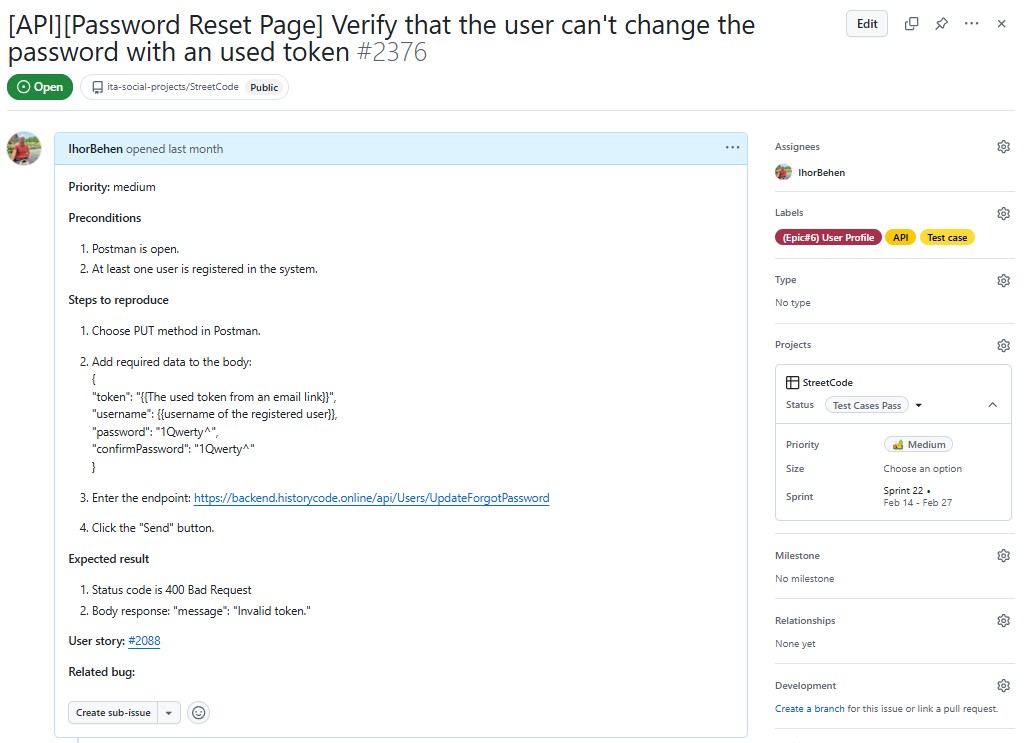 [API][Password Reset Page] Verify that the user can't change the
password with an used token #2376
Edit
Open
ita-social-projects/StreetCode Public
IhorBehen opened last month
Priority: medium
Preconditions
1. Postman is open.
2. At least one user is registered in the system.
Steps to reproduce
1. Choose PUT method in Postman.
2. Add required data to the body:
{
"token": "{{The used token from an email link}}",
"username": {{username of the registered user}},
"password": "1Qwerty^",
"confirmPassword": "1Qwerty^"
}
3. Enter the endpoint: https://backend.historycode.online/api/Users/UpdateForgotPassword
4. Click the "Send" button.
Expected result
1. Status code is 400 Bad Request
2. Body response: "message": "Invalid token."
User story: #2088
Related bug:
Create sub-issue
Assignees
IhorBehen
Labels
(Epic#6) User Profile API Test case
Type
No type
Projects
StreetCode
Status Test Cases Pass
Priority Medium
Size Choose an option
Sprint Sprint 22 •
Feb 14 - Feb 27
Milestone
No milestone
Relationships
None yet
Development
Create a branch for this issue or link a pull request.